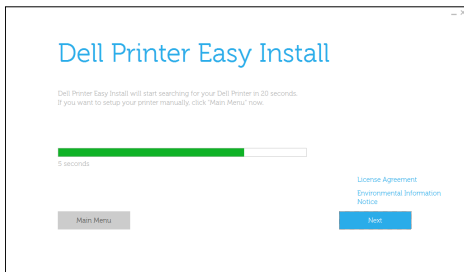 Dell Printer Easy Install
Dell Printer Easy Install will start searching for your Dell Printer in 20 seconds.
If you want to setup your printer manually, click "Main Menu" now.
5 seconds
License Agreement
Environmental Information
Notice
Main Menu
Next